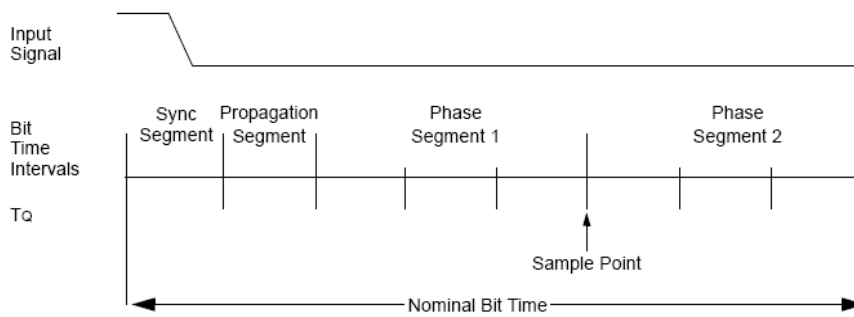 Input
Signal
Bit
Time
Intervals
Sync
Segment
Propagation
Segment
Phase
Segment 1
Phase
Segment 2
TQ
Sample Point
Nominal Bit Time